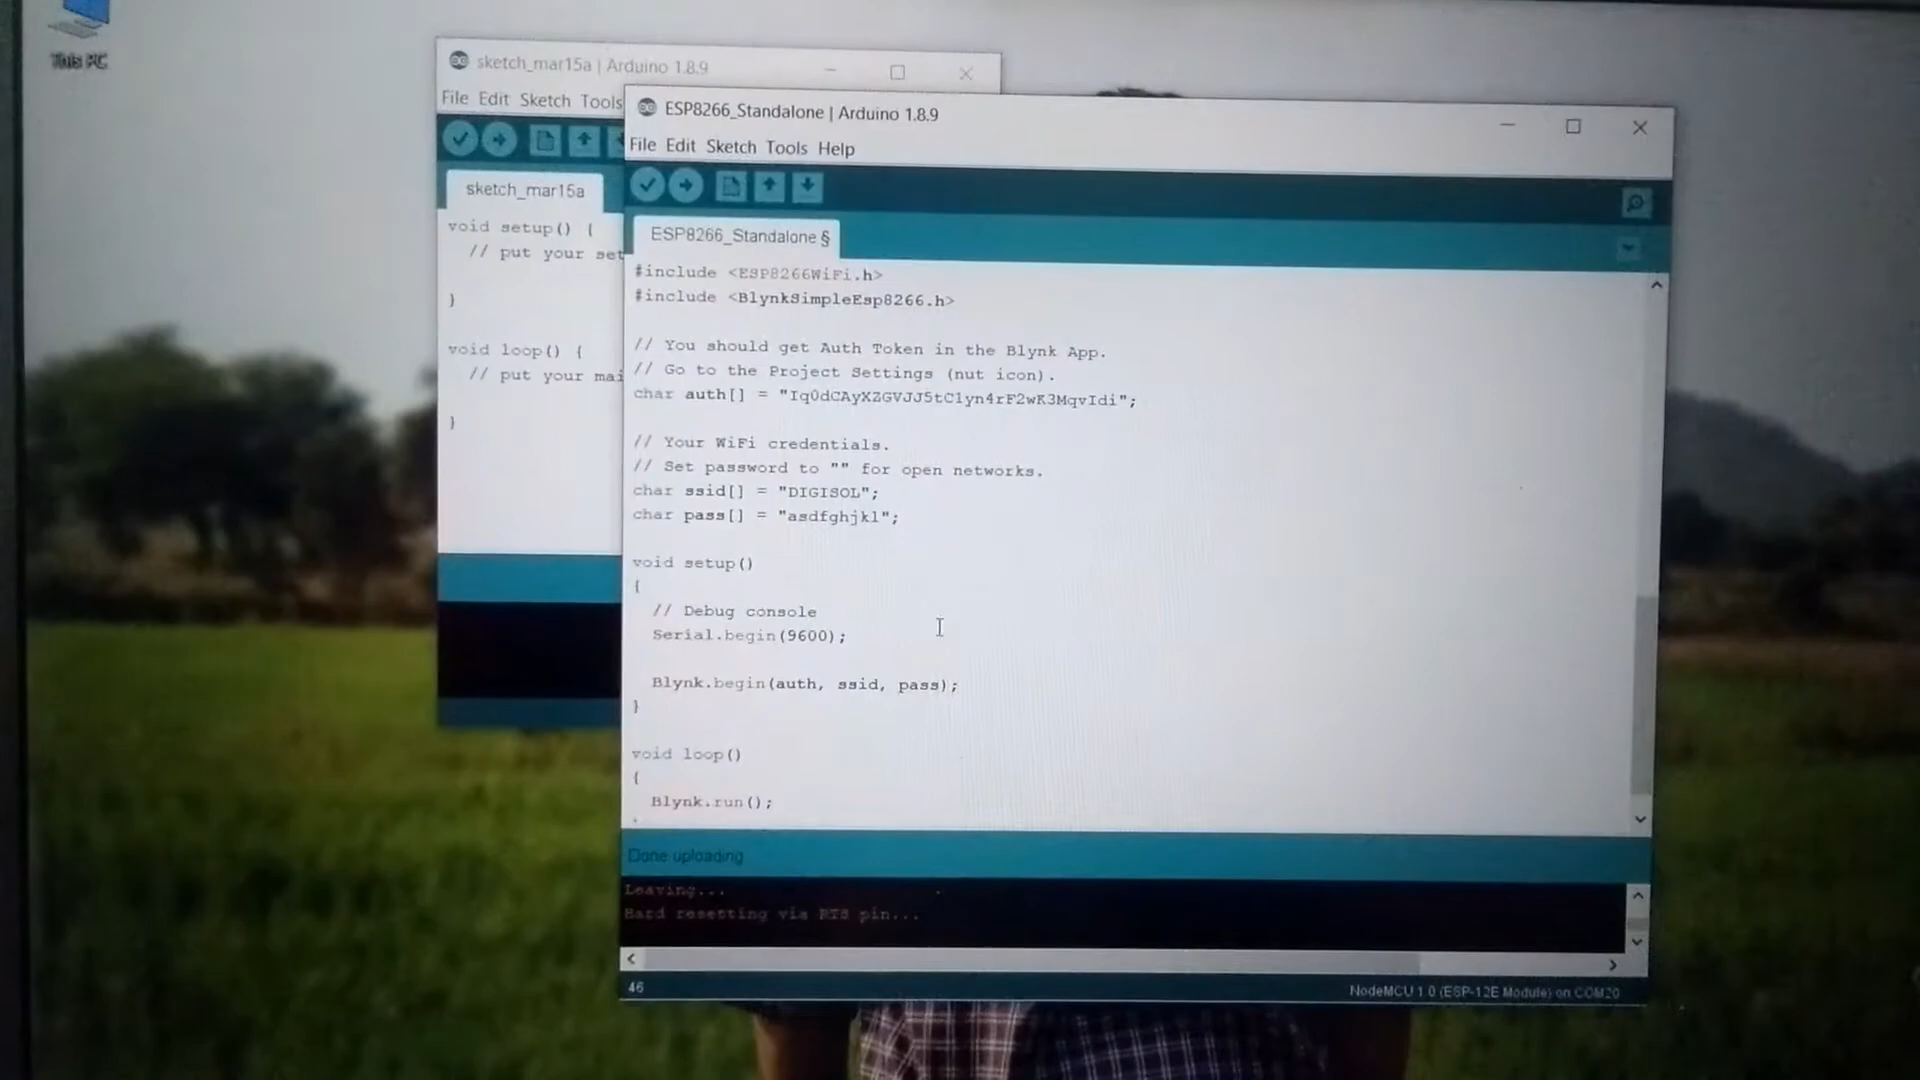 This PC
sketch_mar15a | Arduino 1.8.9
File Edit Sketch Tools
sketch_mar15a
void setup() {
// put your set
}
void loop() {
// put your mai
}
ESP8266_Standalone | Arduino 1.8.9
File Edit Sketch Tools Help
ESP8266_Standalone §
#include <ESP8266WiFi.h>
#include <BlynkSimpleEsp8266.h>
// You should get Auth Token in the Blynk App.
// Go to the Project Settings (nut icon).
char auth[] = "Iq0dCAyXZGVJJ5tC1yn4rF2wK3MqvIdi";
// Your WiFi credentials.
// Set password to "" for open networks.
char ssid[] = "DIGISOL";
char pass[] = "asdfghjkl";
void setup()
{
// Debug console
Serial.begin(9600);
Blynk.begin(auth, ssid, pass);
}
void loop()
{
Blynk.run();
Done uploading
Leaving...
Hard resetting via RTS pin...
46
NodeMCU 1.0 (ESP-12E Module) on COM20